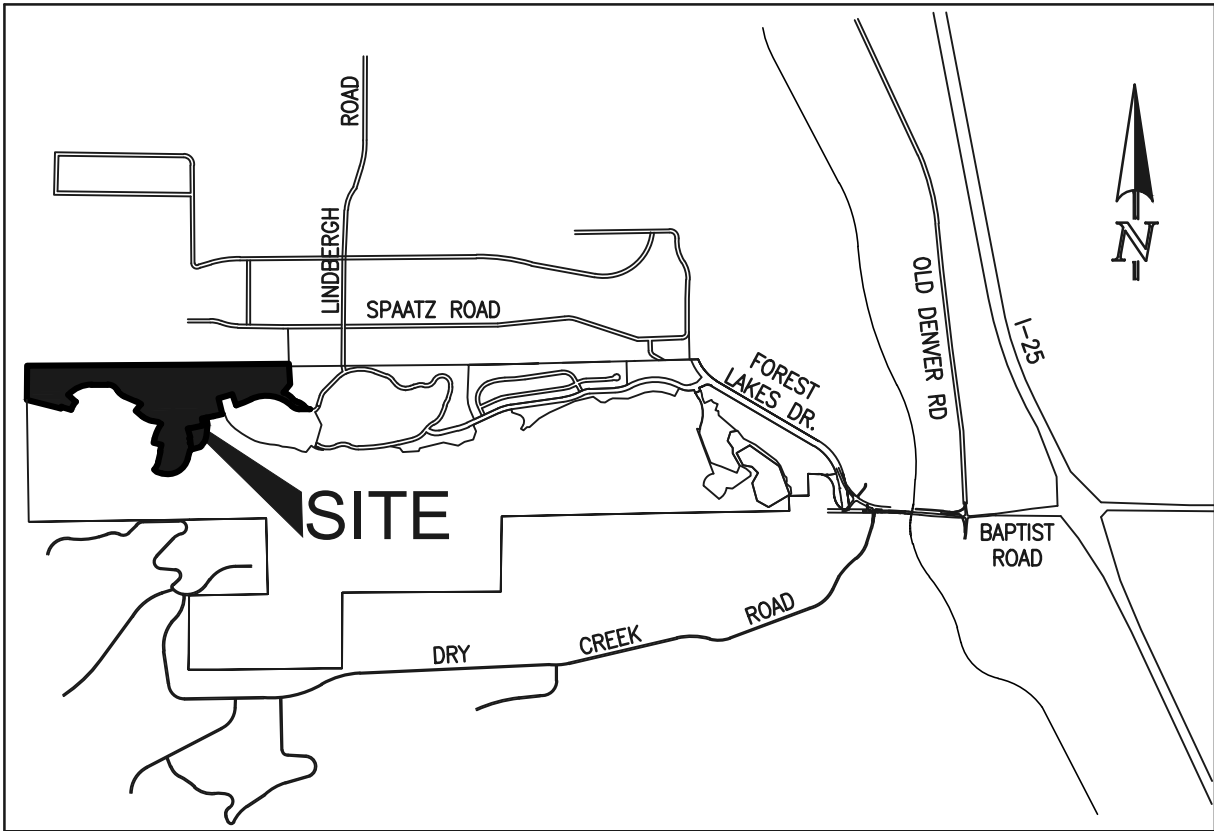 ROAD
LINDBERGH
SPAATZ ROAD
N
OLD DENVER RD
I-25
FOREST
LAKES DR.
SITE
BAPTIST
ROAD
DRY
CREEK
ROAD